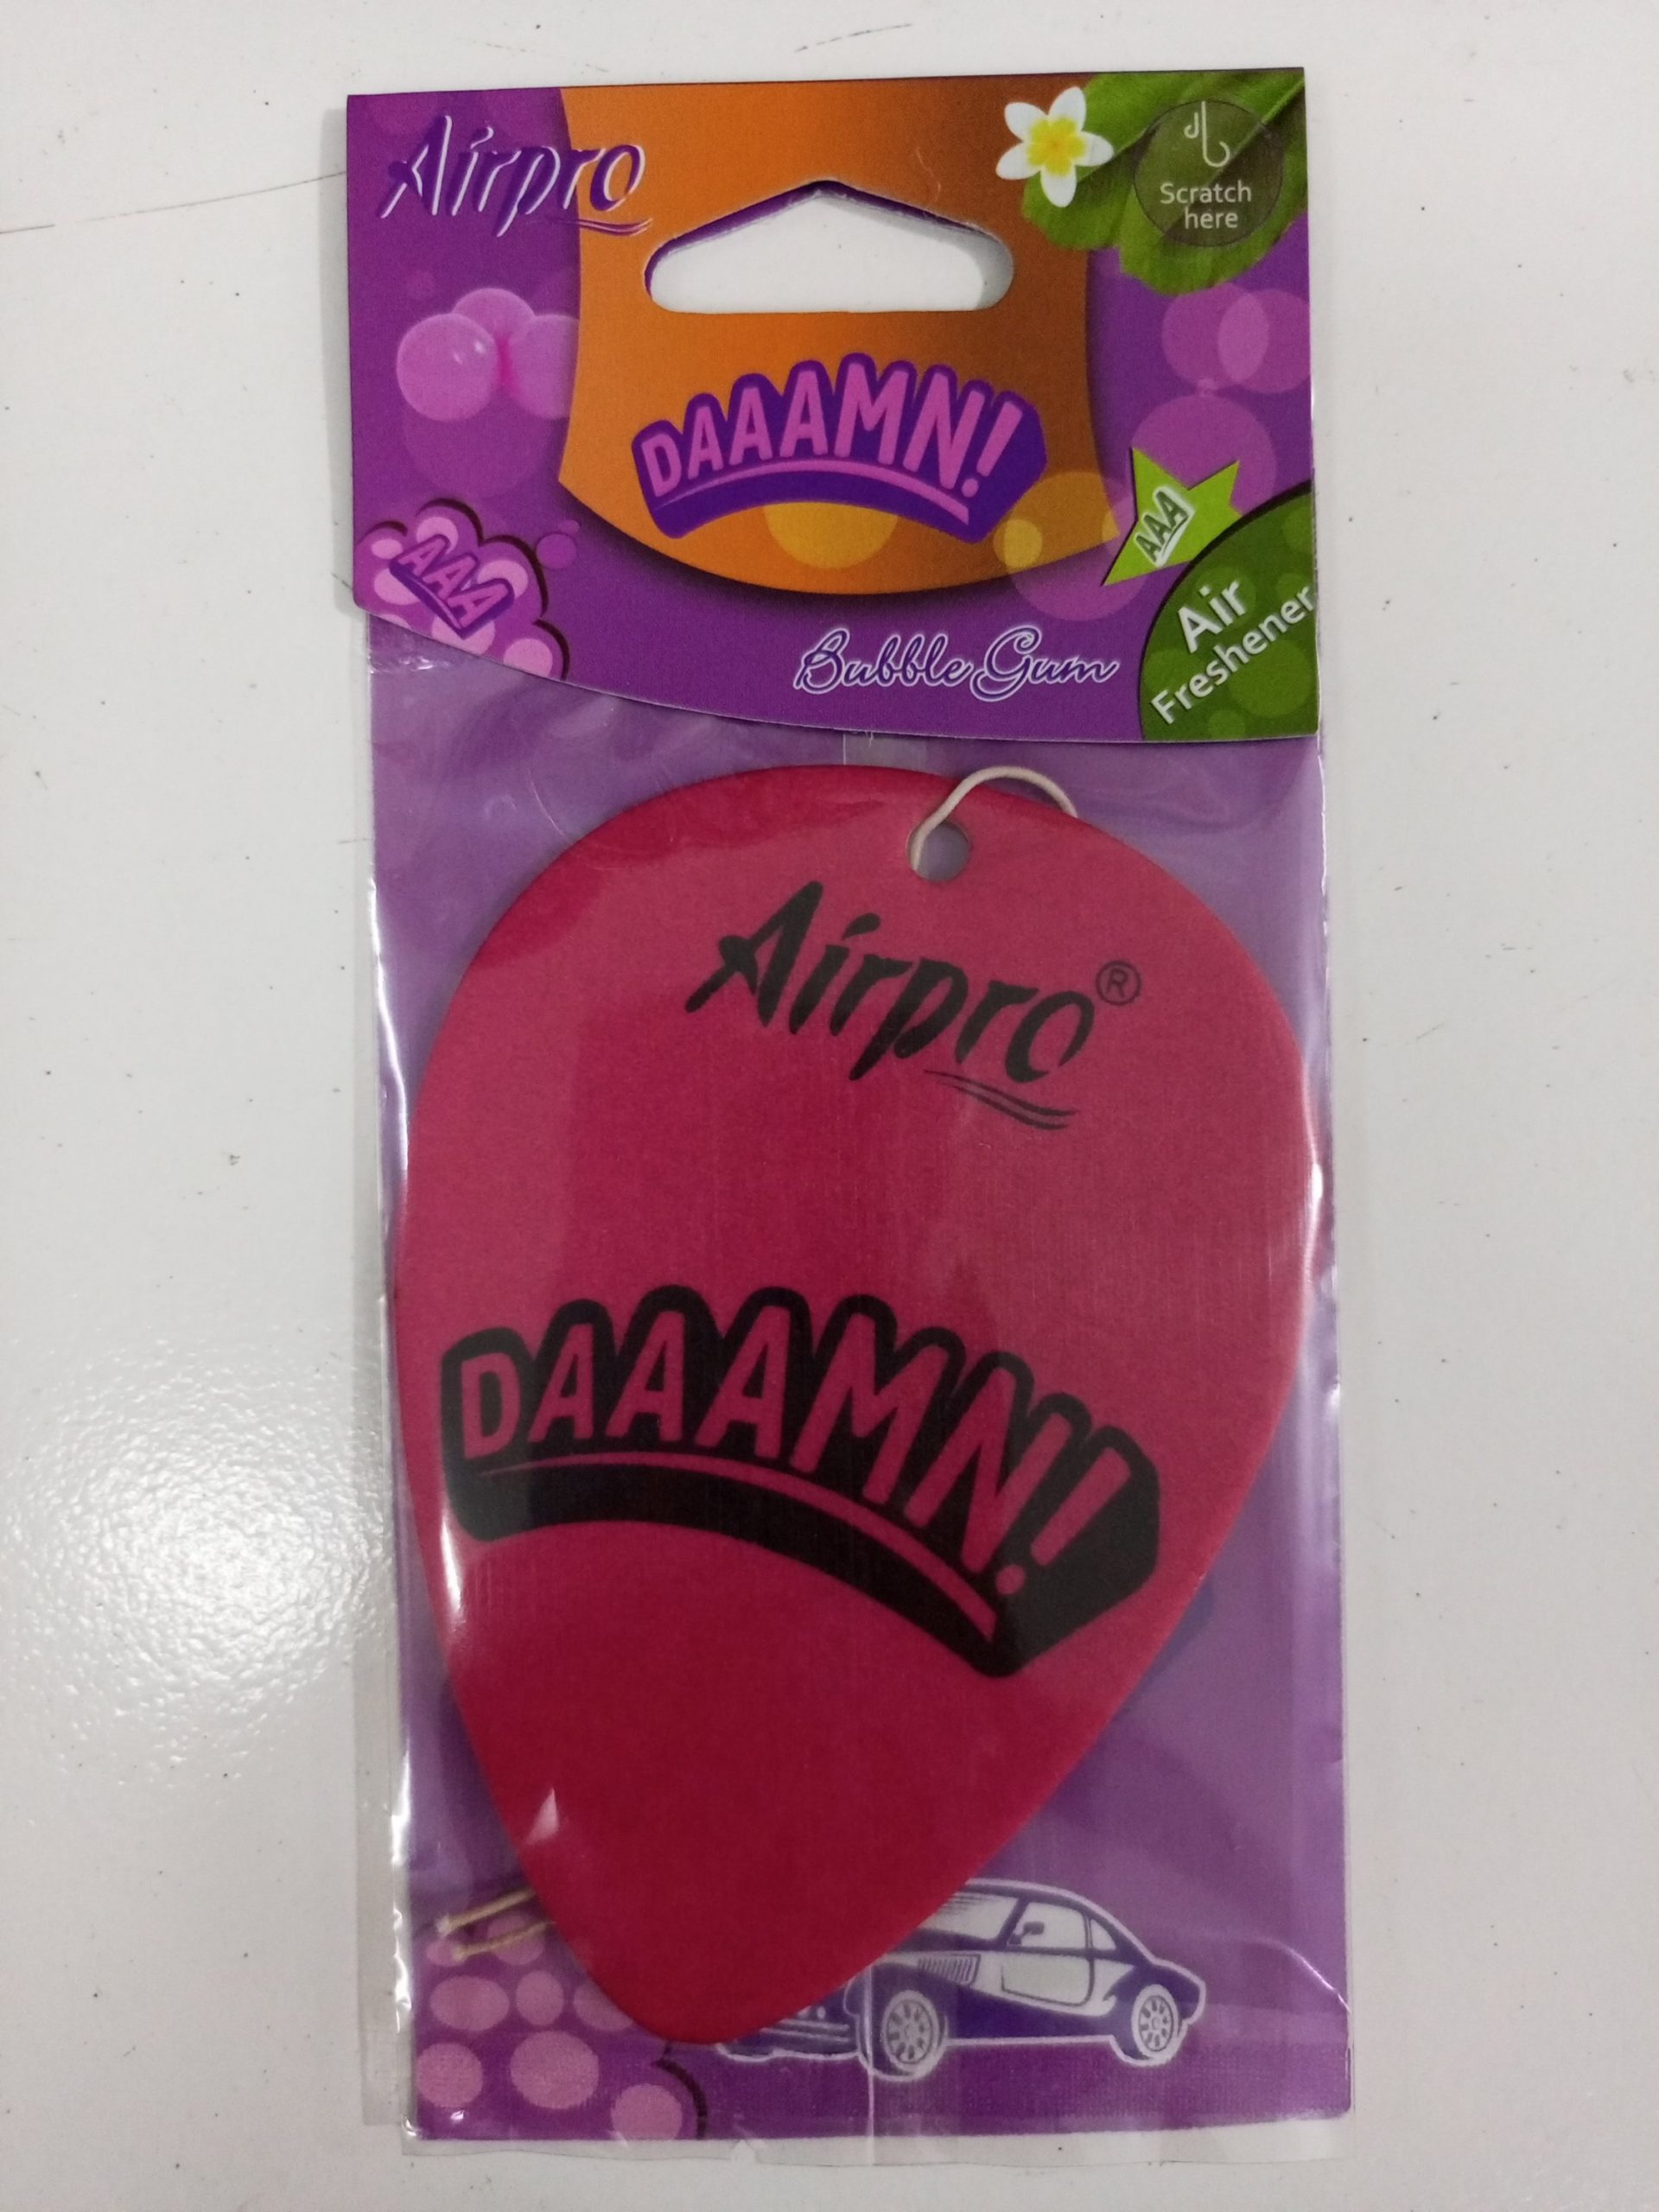 Airpro
Scratch
here
DAAAMN!
AAA
AAA
Air
Freshener
Bubble Gum
Airpro®
DAAAMN!